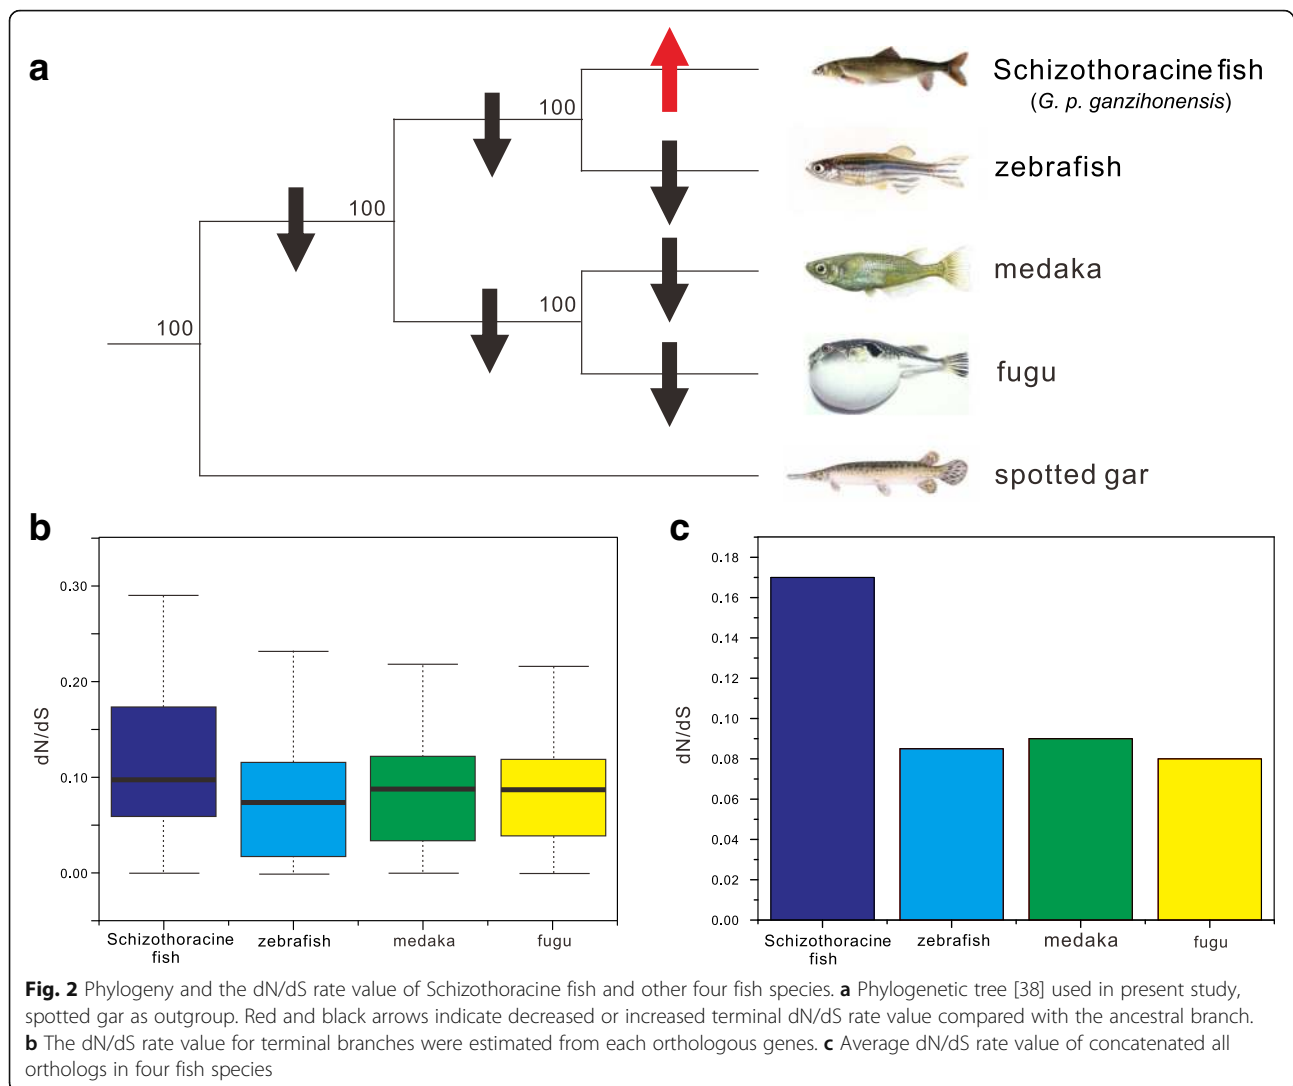 a
100
100
100
100
Schizothoracine fish
(G. p. ganzihonensis)
zebrafish
medaka
fugu
spotted gar
b
dN/dS
0.30
0.20
0.10
0.00
Schizothoracine
fish
zebrafish
medaka
fugu
c
dN/dS
0.18
0.16
0.14
0.12
0.10
0.08
0.06
0.04
0.02
0.00
Schizothoracine
fish
zebrafish
medaka
fugu
Fig. 2 Phylogeny and the dN/dS rate value of Schizothoracine fish and other four fish species. a Phylogenetic tree [38] used in present study,
spotted gar as outgroup. Red and black arrows indicate decreased or increased terminal dN/dS rate value compared with the ancestral branch.
b The dN/dS rate value for terminal branches were estimated from each orthologous genes. c Average dN/dS rate value of concatenated all
orthologs in four fish species